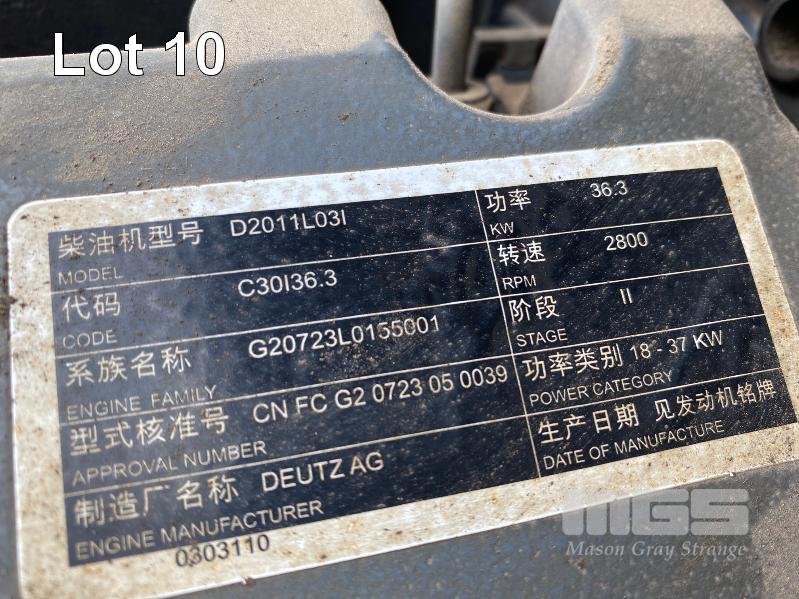 Lot 10
柴油机型号 D2011L03I
MODEL
功率 36.3
KW
代码 C30I36.3
CODE
转速 2800
RPM
系族名称 G20723L0155001
ENGINE FAMILY
阶段 II
STAGE
型式核准号 CN FC G2 0723 05 0039
APPROVAL NUMBER
功率类别 18 - 37 KW
POWER CATEGORY
制造厂名称 DEUTZ AG
ENGINE MANUFACTURER
生产日期 见发动机铭牌
DATE OF MANUFACTURE
0303110
MGS
Mason Gray Strange